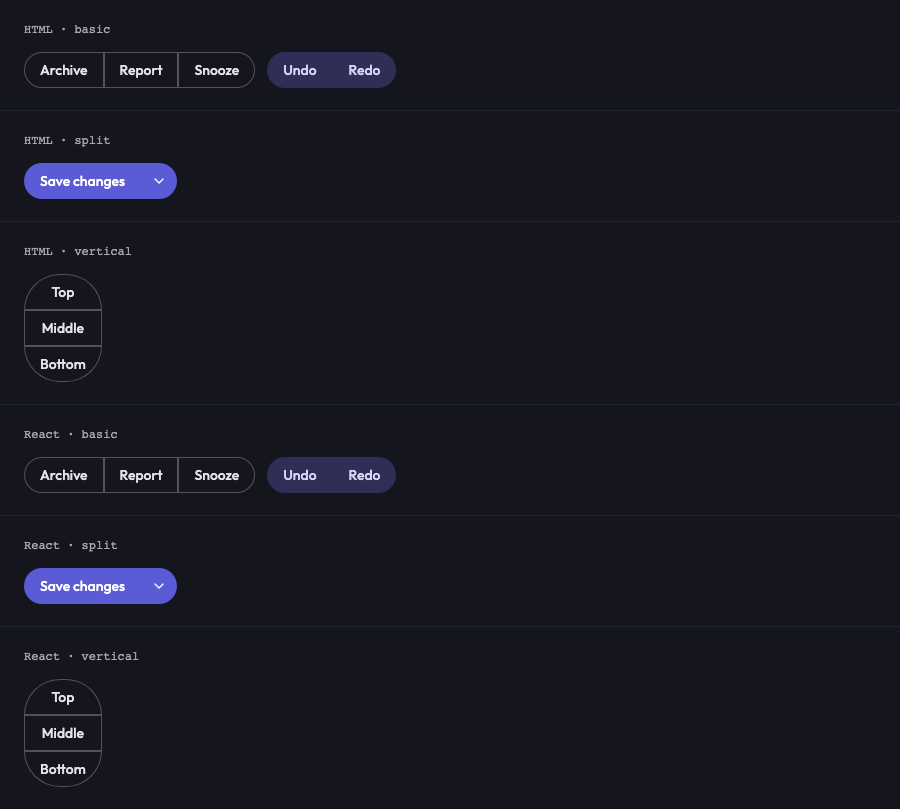 HTML · basic
Archive Report Snooze Undo Redo
HTML · split
Save changes
HTML · vertical
Top
Middle
Bottom
React · basic
Archive Report Snooze Undo Redo
React · split
Save changes
React · vertical
Top
Middle
Bottom